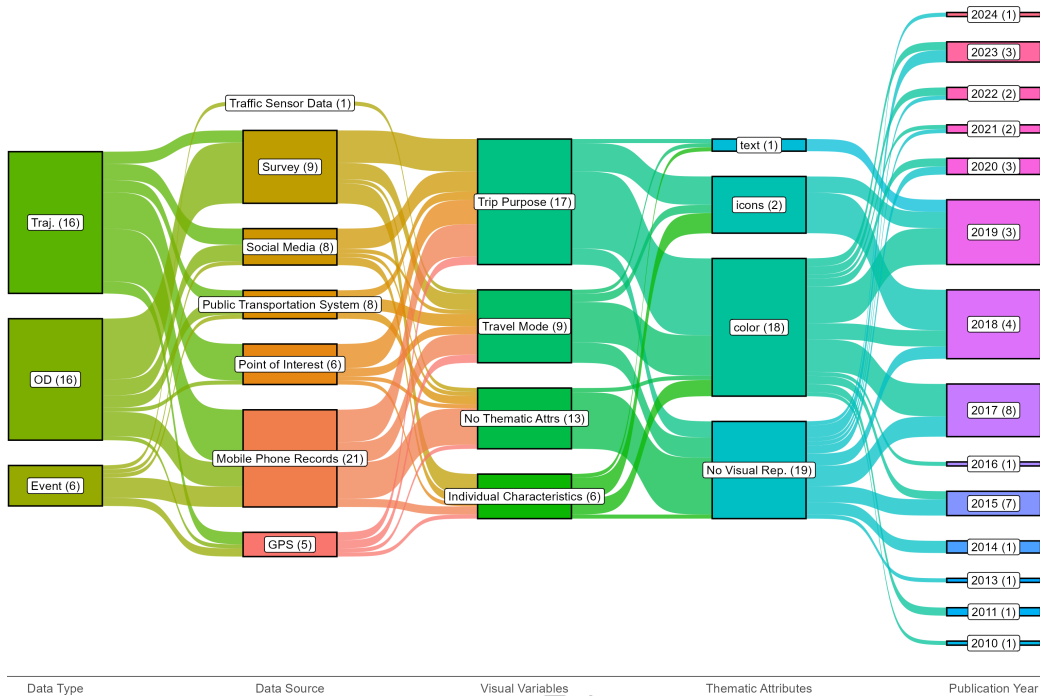 Traj. (16)
OD (16)
Event (6)
Traffic Sensor Data (1)
Survey (9)
Social Media (8)
Public Transportation System (8)
Point of Interest (6)
Mobile Phone Records (21)
GPS (5)
Trip Purpose (17)
Travel Mode (9)
No Thematic Attrs (13)
Individual Characteristics (6)
text (1)
icons (2)
color (18)
No Visual Rep. (19)
2024 (1)
2023 (3)
2022 (2)
2021 (2)
2020 (3)
2019 (3)
2018 (4)
2017 (8)
2016 (1)
2015 (7)
2014 (1)
2013 (1)
2011 (1)
2010 (1)
Data Type
Data Source
Visual Variables
Thematic Attributes
Publication Year